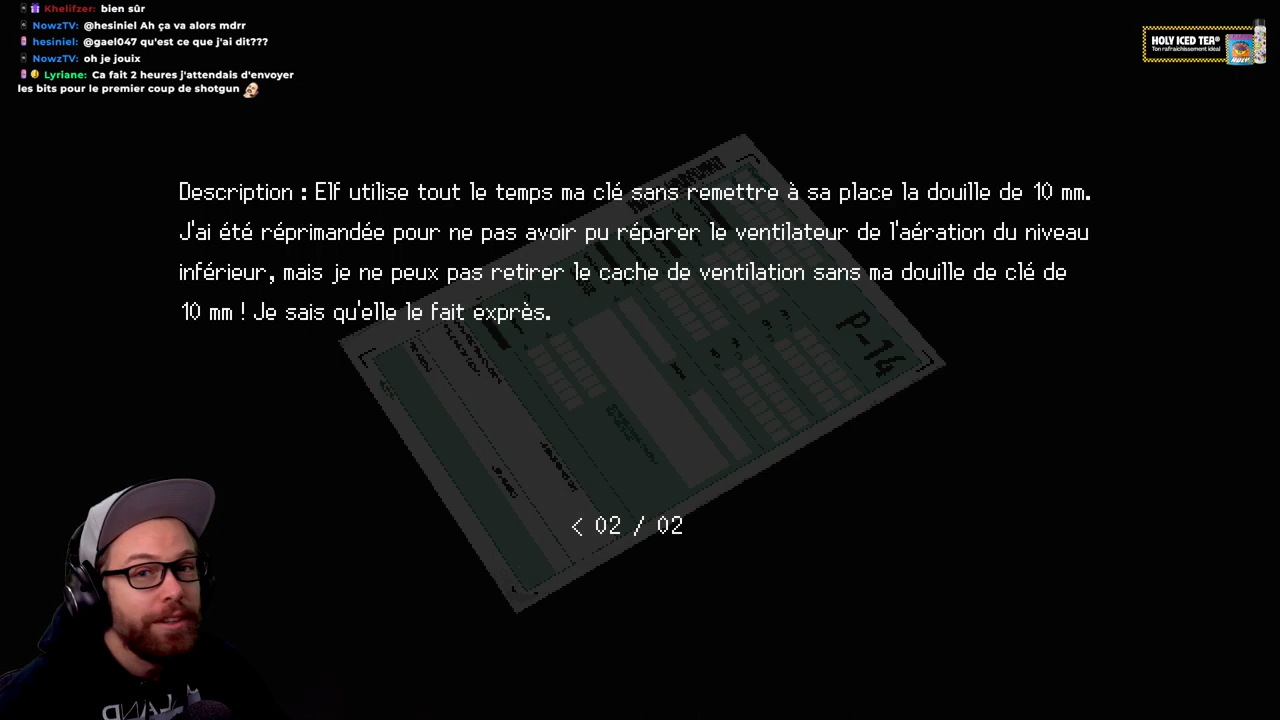 Khelifzer: bien sûr
NowzTV: @hesiniel Ah ça va alors mdrr
hesiniel: @gael047 qu'est ce que j'ai dit???
NowzTV: oh je jouix
Lyriane: Ca fait 2 heures j'attendais d'envoyer
les bits pour le premier coup de shotgun
HOLY ICED TEA®
Ton rafraichissement idéal
HOLY
Description : Elf utilise tout le temps ma clé sans remettre à sa place la douille de 10 mm.
J'ai été réprimandée pour ne pas avoir pu réparer le ventilateur de l'aération du niveau
inférieur, mais je ne peux pas retirer le cache de ventilation sans ma douille de clé de
10 mm ! Je sais qu'elle le fait exprès.
P-14
< 02 / 02